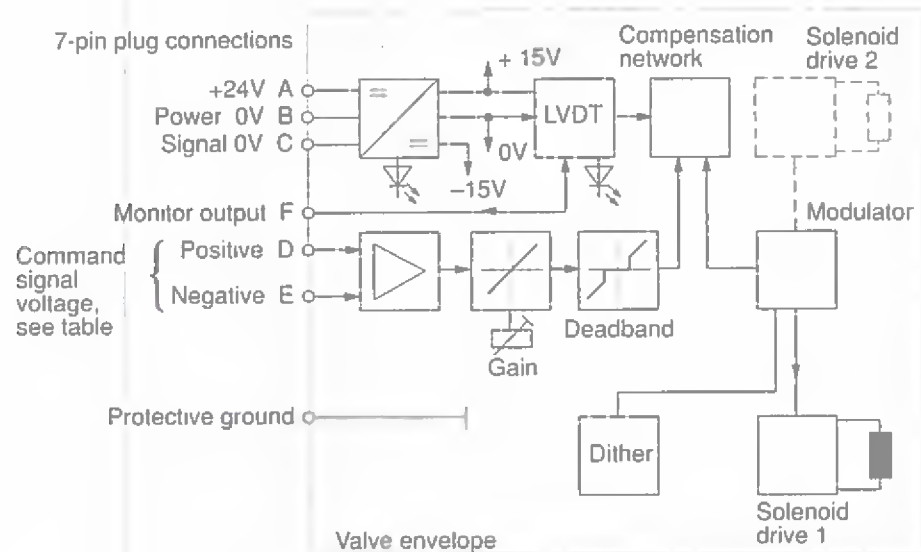 7-pin plug connections
+24V A
Power 0V B
Signal 0V C
Monitor output F
Command signal voltage, see table
Positive D
Negative E
Protective ground
+ 15V
0V
−15V
LVDT
Compensation network
Solenoid drive 2
Modulator
Deadband
Gain
Dither
Solenoid drive 1
Valve envelope